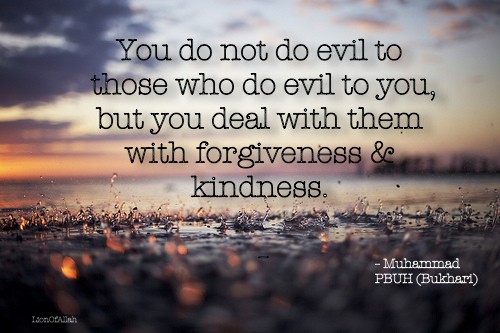 You do not do evil to
those who do evil to you,
but you deal with them
with forgiveness &
kindness.
- Muhammad
PBUH (Bukhari)
LionOfAllah